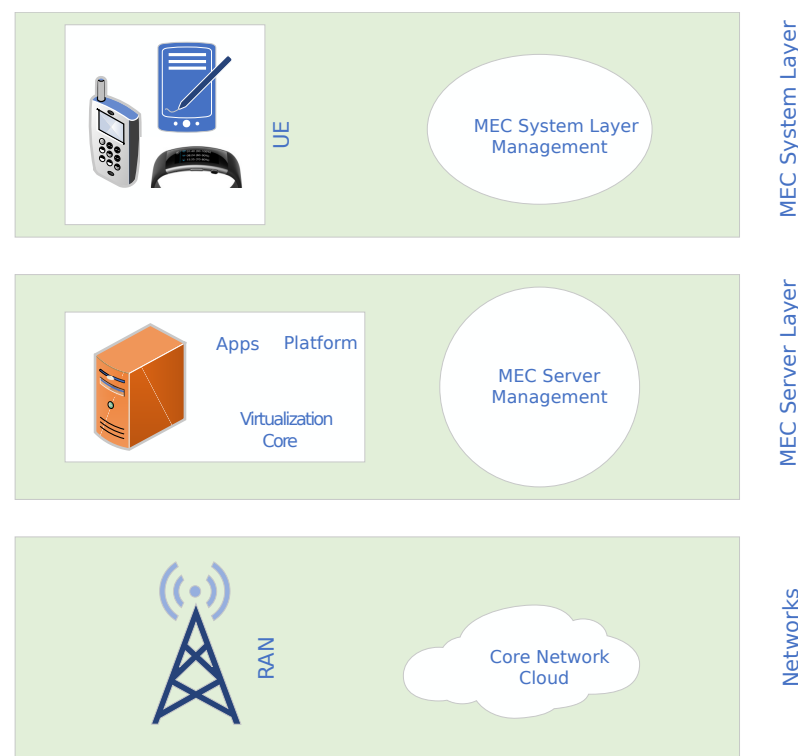 UE
MEC System Layer
Management
MEC System Layer
Apps
Platform
Virtualization
Core
MEC Server
Management
MEC Server Layer
RAN
Core Network
Cloud
Networks